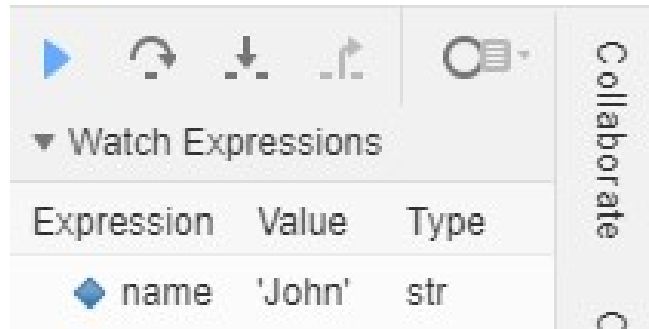 Watch Expressions
Expression Value Type
name 'John' str
Collaborate